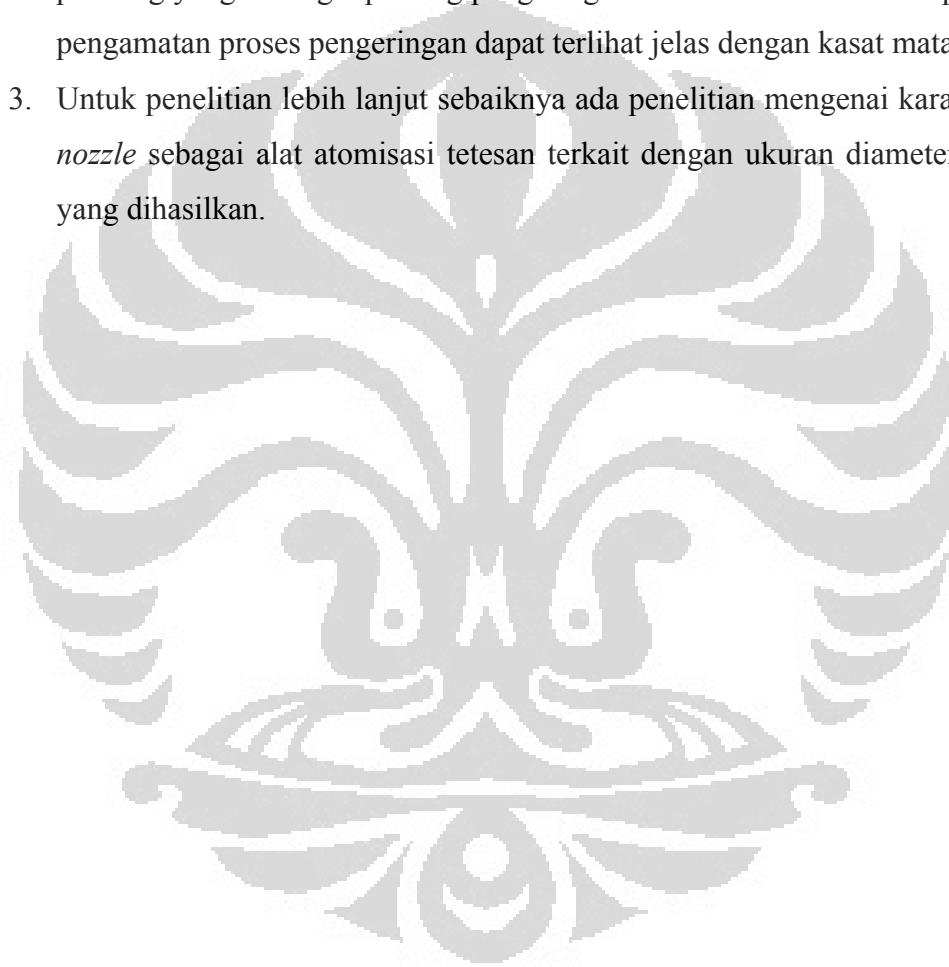 pengamatan proses pengeringan dapat terlihat jelas dengan kasat mata
3. Untuk penelitian lebih lanjut sebaiknya ada penelitian mengenai kara
nozzle sebagai alat atomisasi tetesan terkait dengan ukuran diameter
yang dihasilkan.